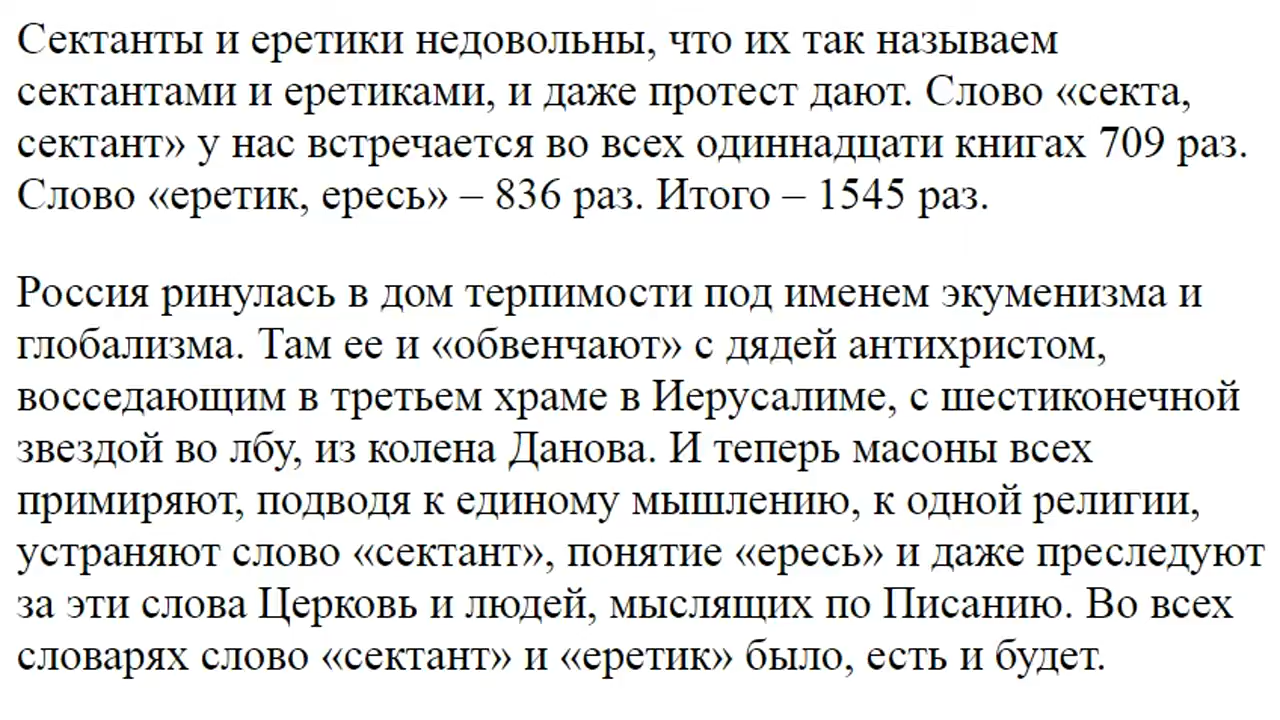 Сектанты и еретики недовольны, что их так называем
сектантами и еретиками, и даже протест дают. Слово «секта,
сектант» у нас встречается во всех одиннадцати книгах 709 раз.
Слово «еретик, ересь» – 836 раз. Итого – 1545 раз.
Россия ринулась в дом терпимости под именем экуменизма и
глобализма. Там ее и «обвенчают» с дядей антихристом,
восседающим в третьем храме в Иерусалиме, с шестиконечной
звездой во лбу, из колена Данова. И теперь масоны всех
примиряют, подводя к единому мышлению, к одной религии,
устраняют слово «сектант», понятие «ересь» и даже преследуют
за эти слова Церковь и людей, мыслящих по Писанию. Во всех
словарях слово «сектант» и «еретик» было, есть и будет.